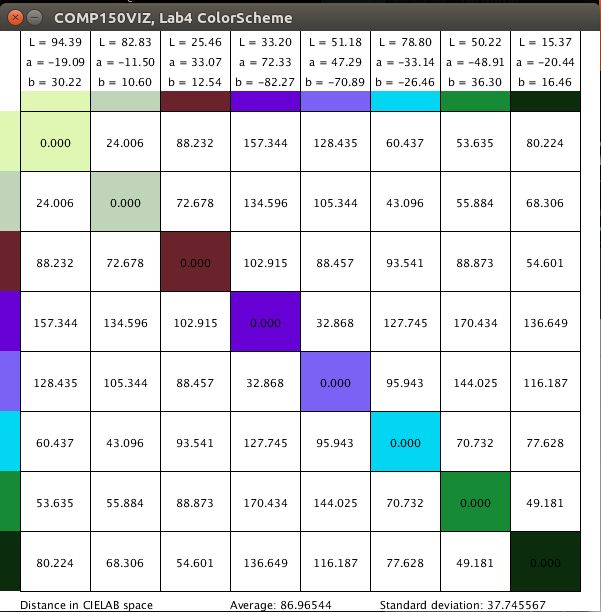 COMP150VIZ, Lab4 ColorScheme
L = 94.39 L = 82.83 L = 25.46 L = 33.20 L = 51.18 L = 78.80 L = 50.22 L = 15.37
a = -19.09 a = -11.50 a = 33.07 a = 72.33 a = 47.29 a = -33.14 a = -48.91 a = -20.44
b = 30.22 b = 10.60 b = 12.54 b = -82.27 b = -70.89 b = -26.46 b = 36.30 b = 16.46
0.000 24.006 88.232 157.344 128.435 60.437 53.635 80.224
24.006 0.000 72.678 134.596 105.344 43.096 55.884 68.306
88.232 72.678 0.000 102.915 88.457 93.541 88.873 54.601
157.344 134.596 102.915 0.000 32.868 127.745 170.434 136.649
128.435 105.344 88.457 32.868 0.000 95.943 144.025 116.187
60.437 43.096 93.541 127.745 95.943 0.000 70.732 77.628
53.635 55.884 88.873 170.434 144.025 70.732 0.000 49.181
80.224 68.306 54.601 136.649 116.187 77.628 49.181 0.000
Distance in CIELAB space Average: 86.96544 Standard deviation: 37.745567